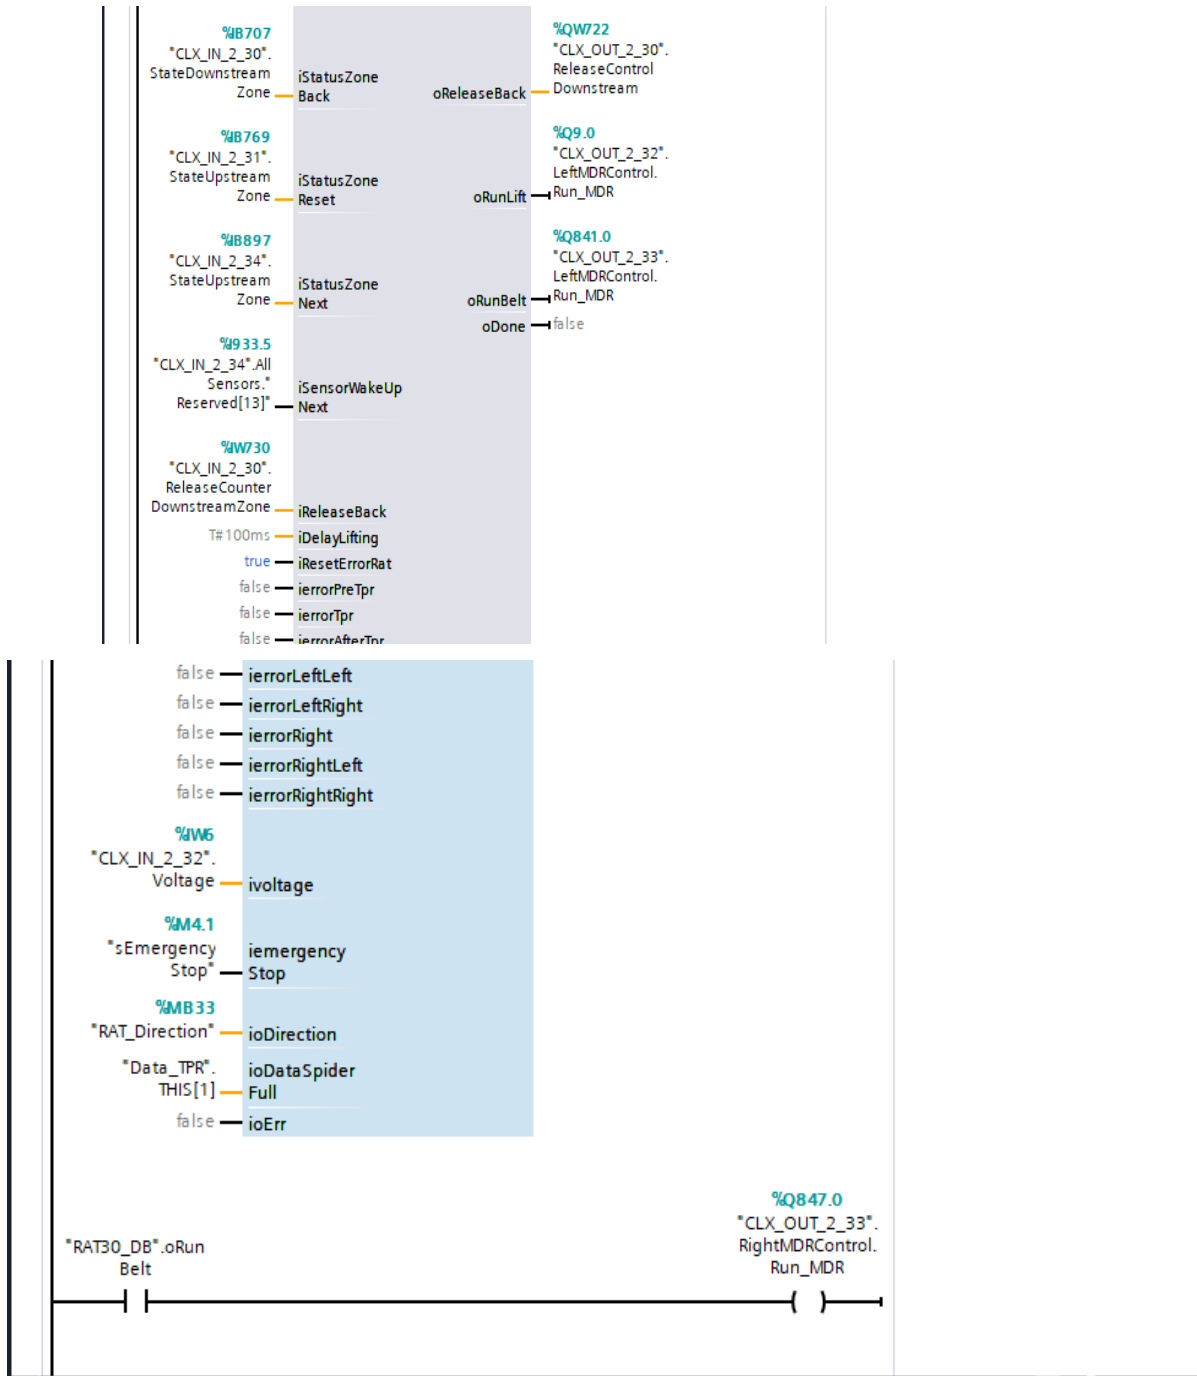 %IB707
"CLX_IN_2_30".
StateDownstream
Zone
iStatusZone
Back
%IB769
"CLX_IN_2_31".
StateUpstream
Zone
iStatusZone
Reset
%IB897
"CLX_IN_2_34".
StateUpstream
Zone
iStatusZone
Next
%I933.5
"CLX_IN_2_34".All
Sensors."
Reserved[13]"
iSensorWakeUp
Next
%IW730
"CLX_IN_2_30".
ReleaseCounter
DownstreamZone
iReleaseBack
T#100ms
iDelayLifting
true
iResetErrorRat
false
ierrorPreTpr
false
ierrorTpr
false
ierrorAfterTpr
%QW722
"CLX_OUT_2_30".
ReleaseControl
Downstream
oReleaseBack
%Q9.0
"CLX_OUT_2_32".
LeftMDRControl.
Run_MDR
oRunLift
%Q841.0
"CLX_OUT_2_33".
LeftMDRControl.
Run_MDR
oRunBelt
oDone
false
false
ierrorLeftLeft
false
ierrorLeftRight
false
ierrorRight
false
ierrorRightLeft
false
ierrorRightRight
%IW6
"CLX_IN_2_32".
Voltage
ivoltage
%M4.1
"sEmergency
Stop"
iemergency
Stop
%MB33
"RAT_Direction"
ioDirection
"Data_TPR".
THIS[1]
ioDataSpider
Full
false
ioErr
"RAT30_DB".oRun
Belt
%Q847.0
"CLX_OUT_2_33".
RightMDRControl.
Run_MDR